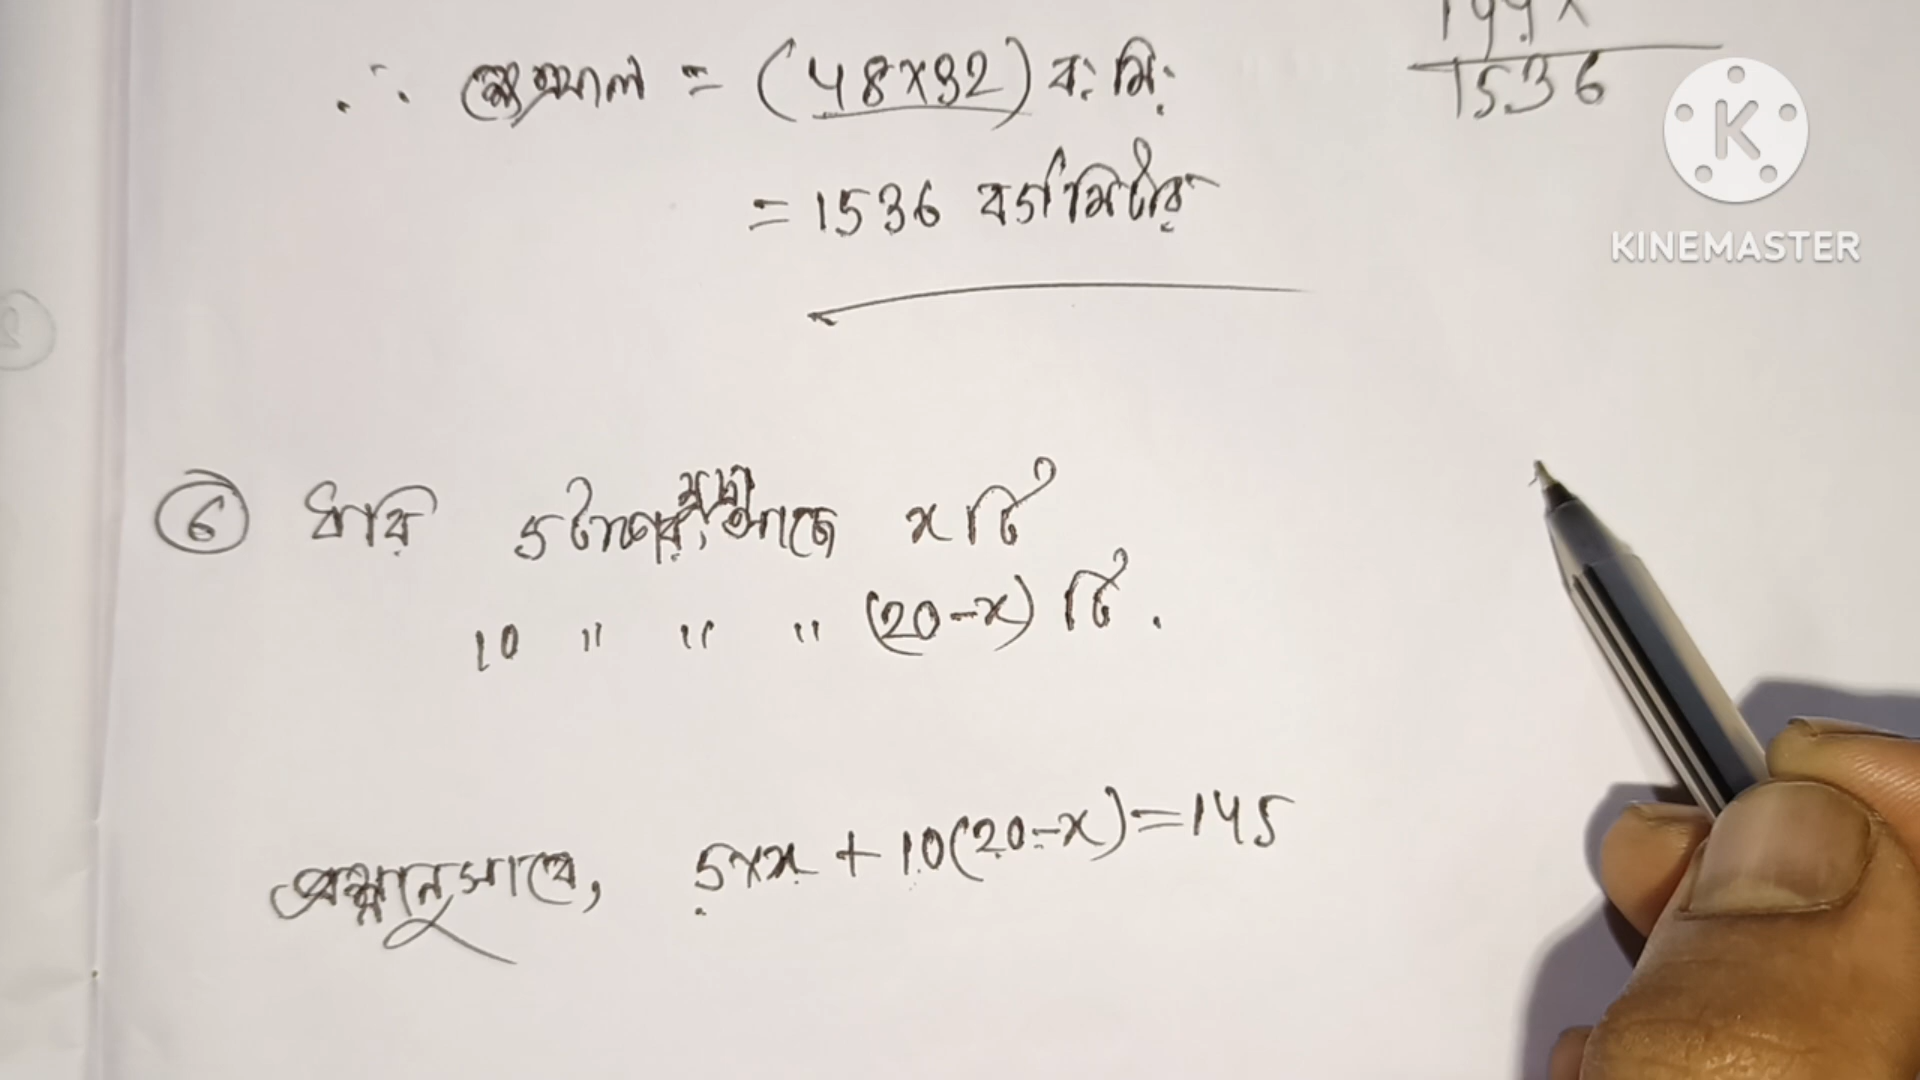 1536
∴ ক্ষেত্রফল = (48×32) ব: মি:
= 1536 বর্গমিটার
KINEMASTER
6 ধরি 5 টাকার মুদ্রা আছে x টি
10 " " " (20-x) টি.
প্রশ্নানুসারে, 5×x + 10(20-x) = 145